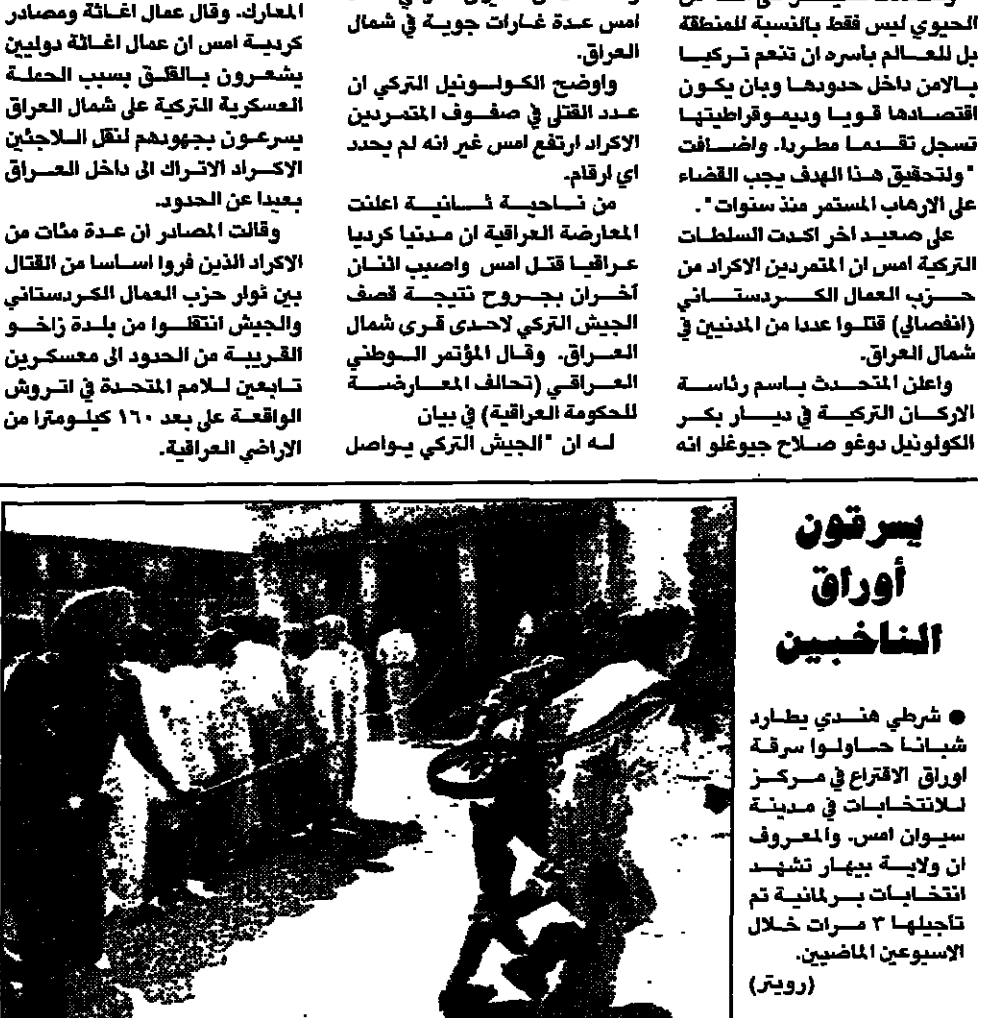 الحيوي ليس فقط بالنسبة للمنطقة
بل للعالم بأسره ان تنعم تركيا
بالامن داخل حدودها وبان يكون
اقتصادها قويا وديموقراطيتها
تسجل تقدما مطردا. واضافت
"ولتحقيق هذا الهدف يجب القضاء
على الارهاب المستمر منذ سنوات".
على صعيد اخر اكدت السلطات
التركية امس ان المتمردين الاكراد من
حزب العمال الكردستاني
(انفصالي) قتلوا عددا من المدنيين في
شمال العراق.
واعلن المتحدث باسم رئاسة
الاركان التركية في ديار بكر
الكولونيل دوغو صلاح جيوغلو انه
امس عدة غارات جوية في شمال
العراق.
واوضح الكولونيل التركي ان
عدد القتلى في صفوف المتمردين
الاكراد ارتفع امس غير انه لم يحدد
اي ارقام.
من ناحية ثانية اعلنت
المعارضة العراقية ان مدنيا كرديا
عراقيا قتل امس واصيب اثنان
آخران بجروح نتيجة قصف
الجيش التركي لاحدى قرى شمال
العراق. وقال المؤتمر الوطني
العراقي (تحالف المعارضة
للحكومة العراقية) في بيان
له ان "الجيش التركي يواصل
المعارك. وقال عمال اغاثة ومصادر
كردية امس ان عمال اغاثة دوليين
يشعرون بالقلق بسبب الحملة
العسكرية التركية على شمال العراق
يسرعون بجهودهم لنقل اللاجئين
الاكراد الاتراك الى داخل العراق
بعيدا عن الحدود.
وقالت المصادر ان عدة مئات من
الاكراد الذين فروا اساسا من القتال
بين ثوار حزب العمال الكردستاني
والجيش انتقلوا من بلدة زاخو
القريبة من الحدود الى معسكرين
تابعين للامم المتحدة في اتروش
الواقعة على بعد ١٦٠ كيلومترا من
الاراضي العراقية.
يسرقون
أوراق
الناخبين
● شرطي هندي يطارد
شبانا حاولوا سرقة
اوراق الاقتراع في مركز
للانتخابات في مدينة
سيوان امس. والمعروف
ان ولاية بيهار تشهد
انتخابات برلمانية تم
تأجيلها ٣ مرات خلال
الاسبوعين الماضيين.
(رويتر)